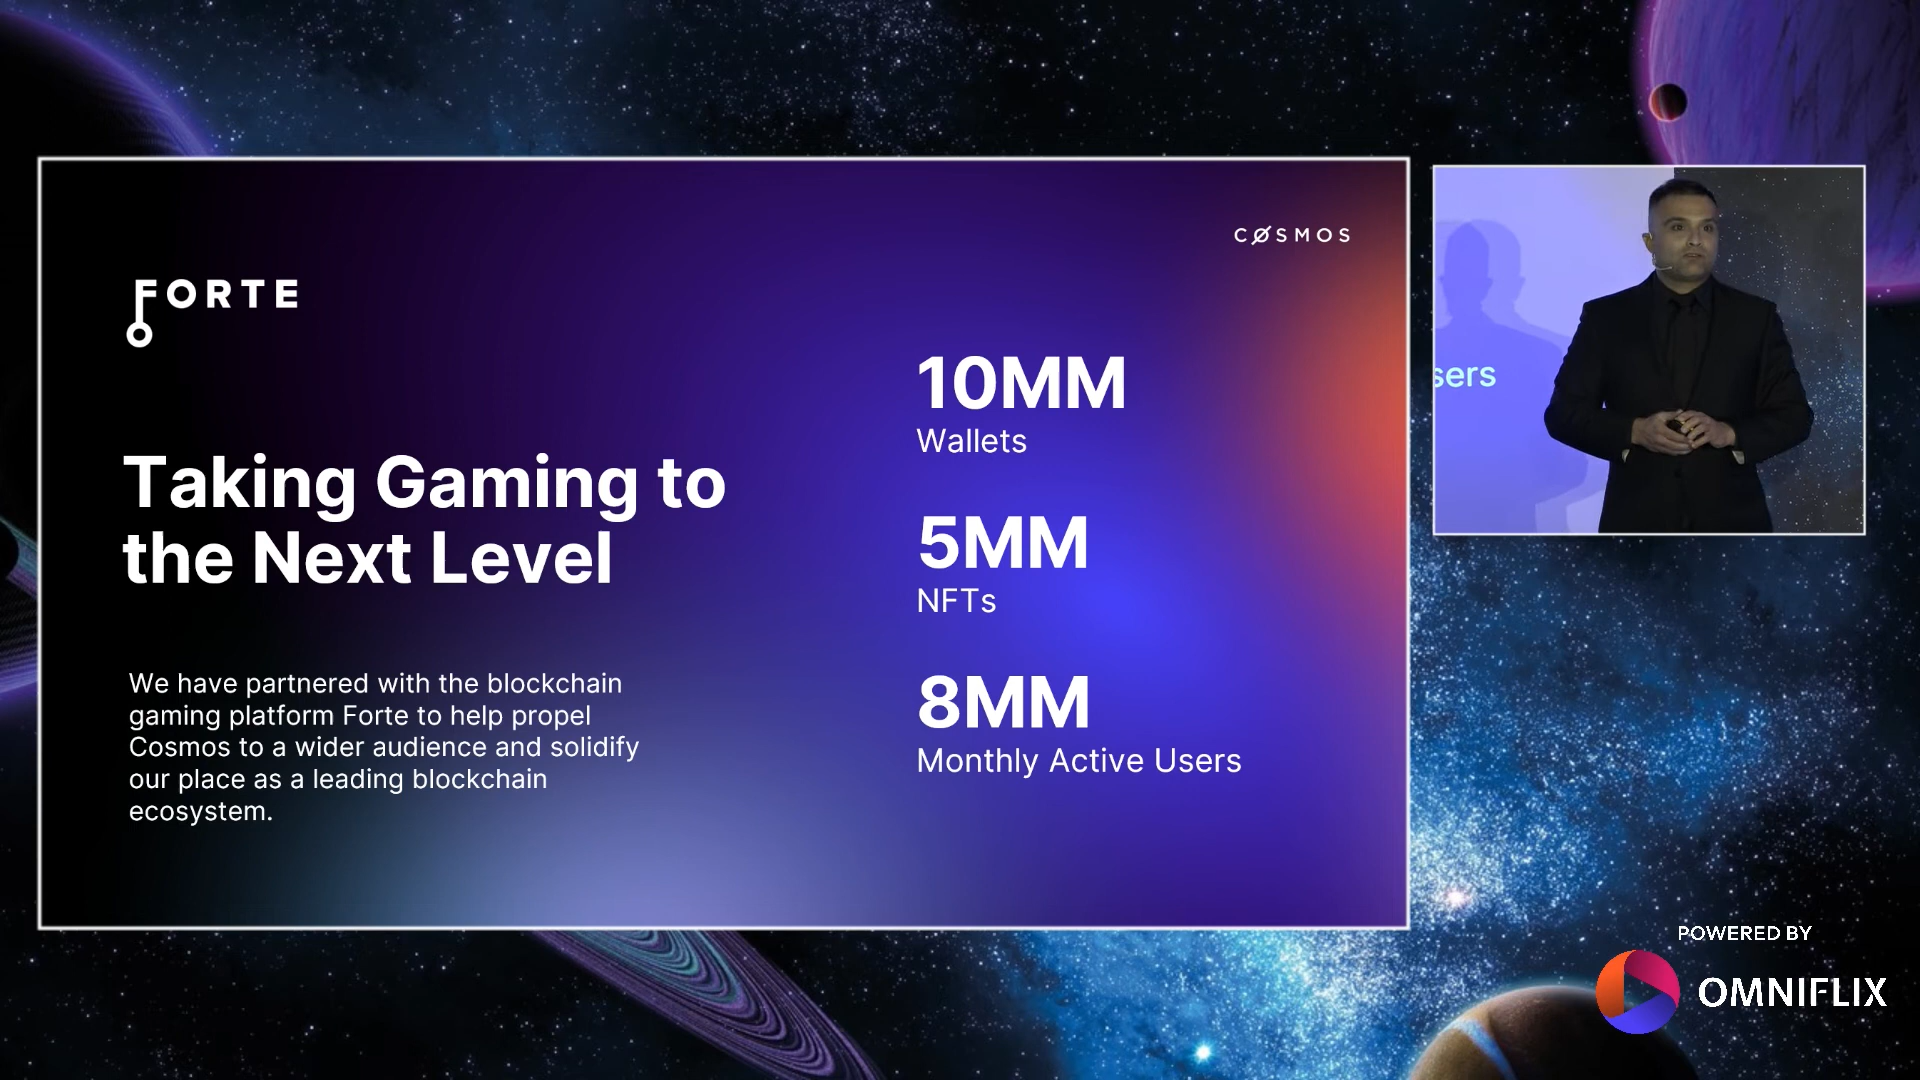 COSMOS
FORTE
Taking Gaming to
the Next Level
We have partnered with the blockchain
gaming platform Forte to help propel
Cosmos to a wider audience and solidify
our place as a leading blockchain
ecosystem.
10MM
Wallets
5MM
NFTs
8MM
Monthly Active Users
sers
POWERED BY
OMNIFLIX